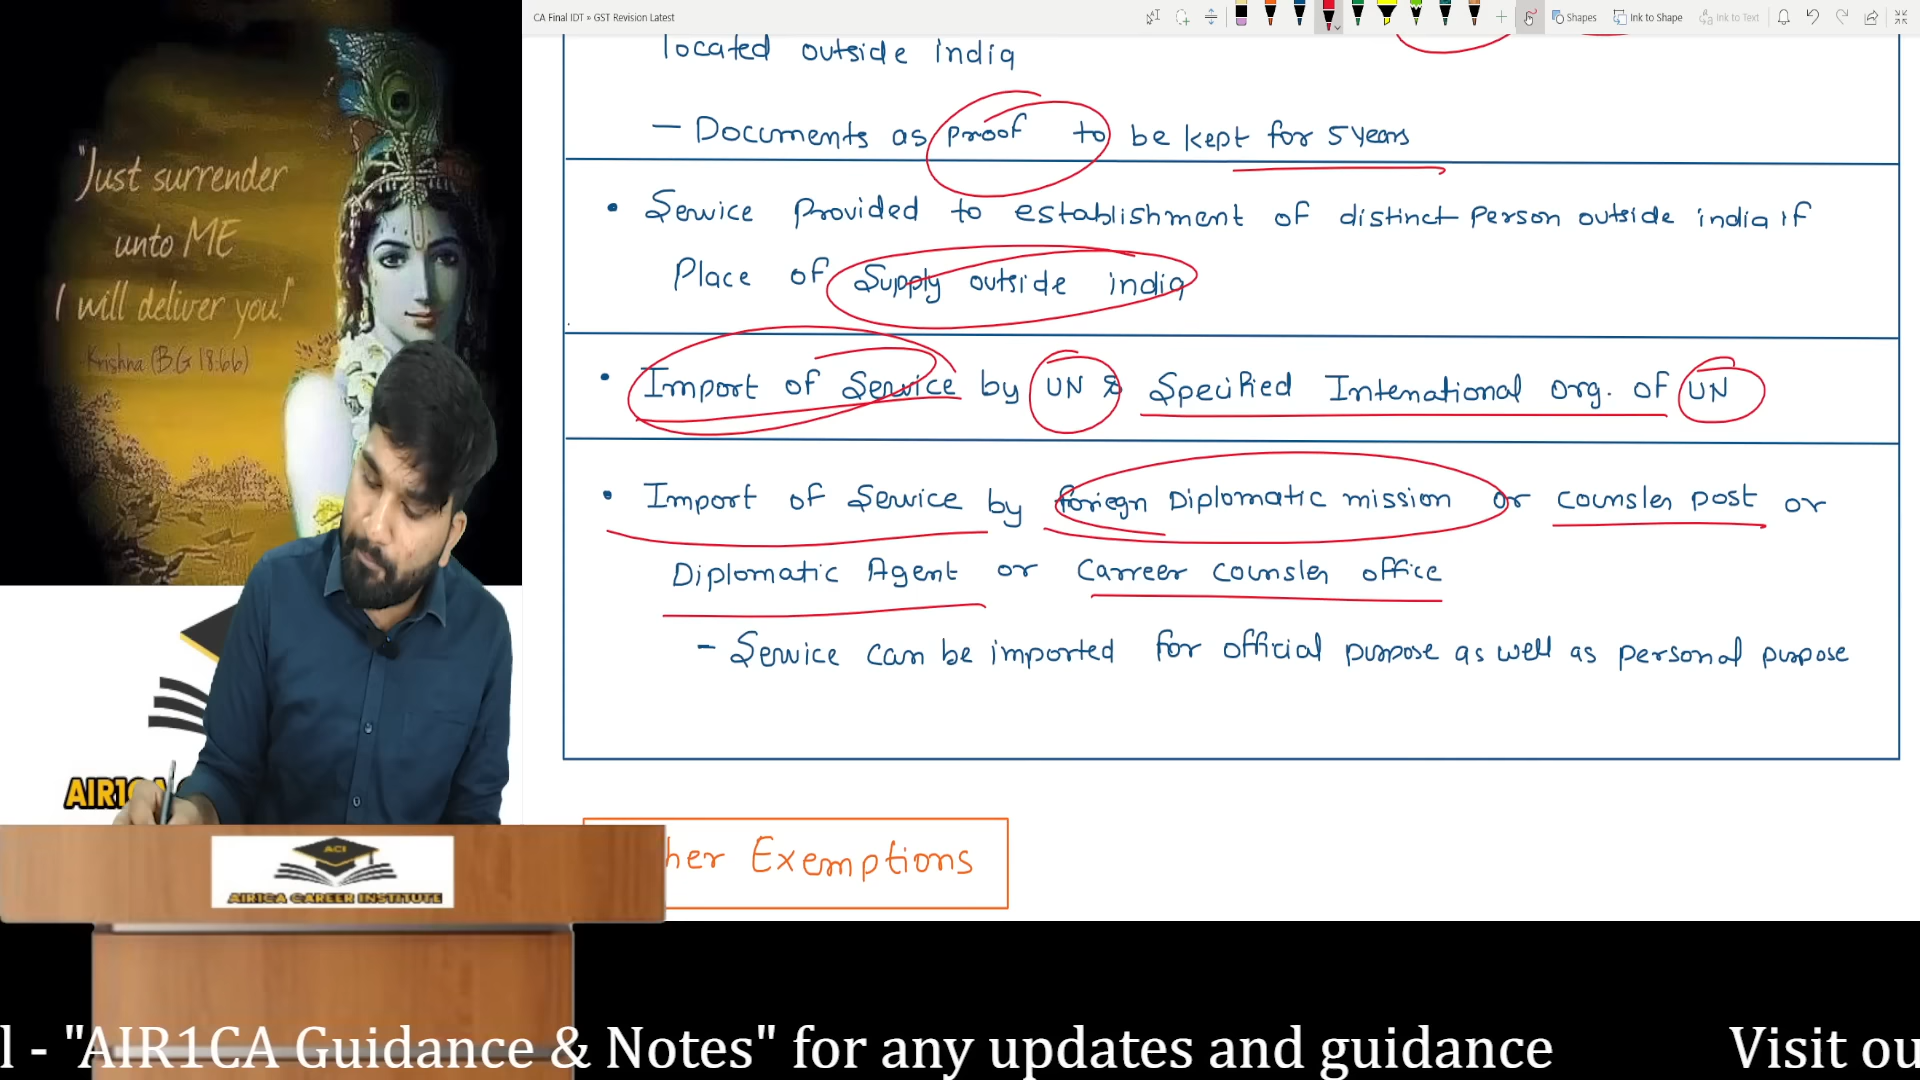 CA Final IDT » GST Revision Latest
Shapes
Ink to Shape
Ink to Text
located outside india
- Documents as proof to be kept for 5 years
• Service Provided to establishment of distinct Person outside india if
Place of Supply outside india
• Import of Service by UN & Specified Intenational org. of UN
• Import of Service by foriegn Diplomatic mission or Counsler post or
Diplomatic Agent or Carreer Counsler office
- Service can be imported for official purpose as well as personal purpose
her Exemptions
"Just surrender
unto ME
I will deliver you!"
Krishna (B.G 18:66)
AIR1CA
ACI
AIR1CA CAREER INSTITUTE
l - "AIR1CA Guidance & Notes" for any updates and guidance
Visit ou